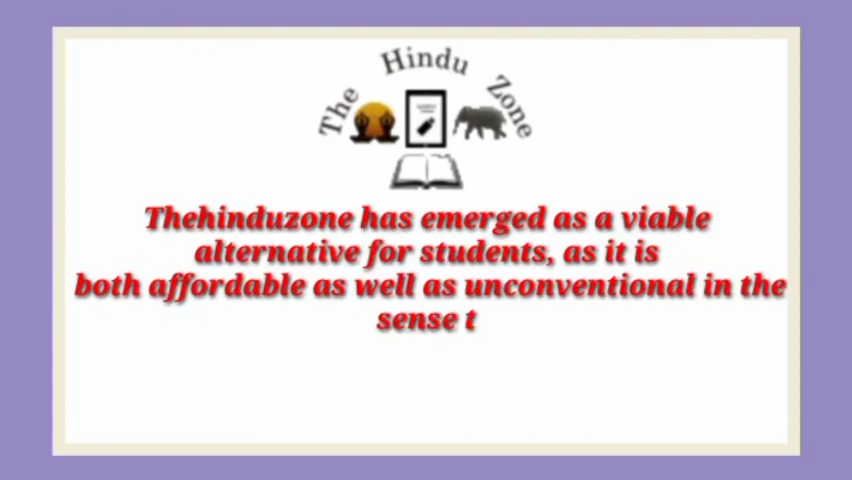 The Hindu Zone
Thehinduzone has emerged as a viable
alternative for students, as it is
both affordable as well as unconventional in the
sense t